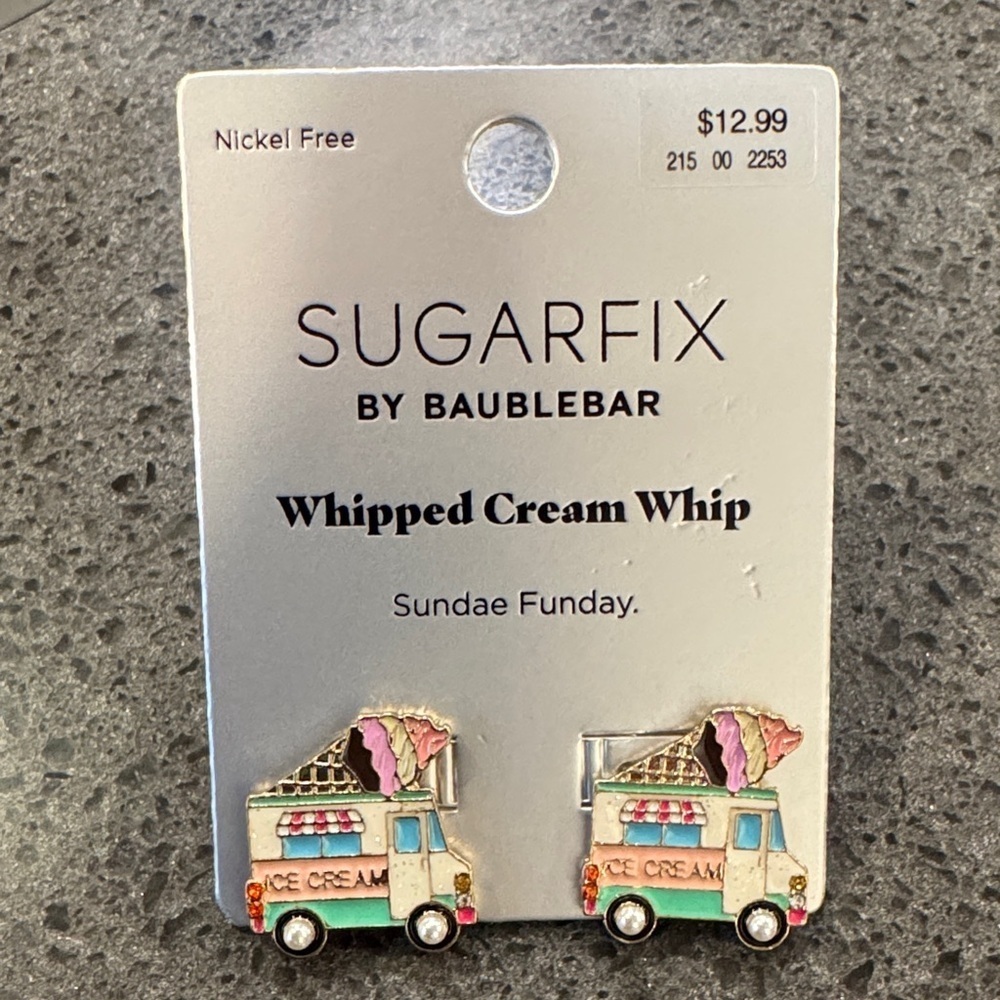 Nickel Free
$12.99
215 00 2253
SUGARFIX
BY BAUBLEBAR
Whipped Cream Whip
Sundae Funday.
ICE CREAM
ICE CREAM